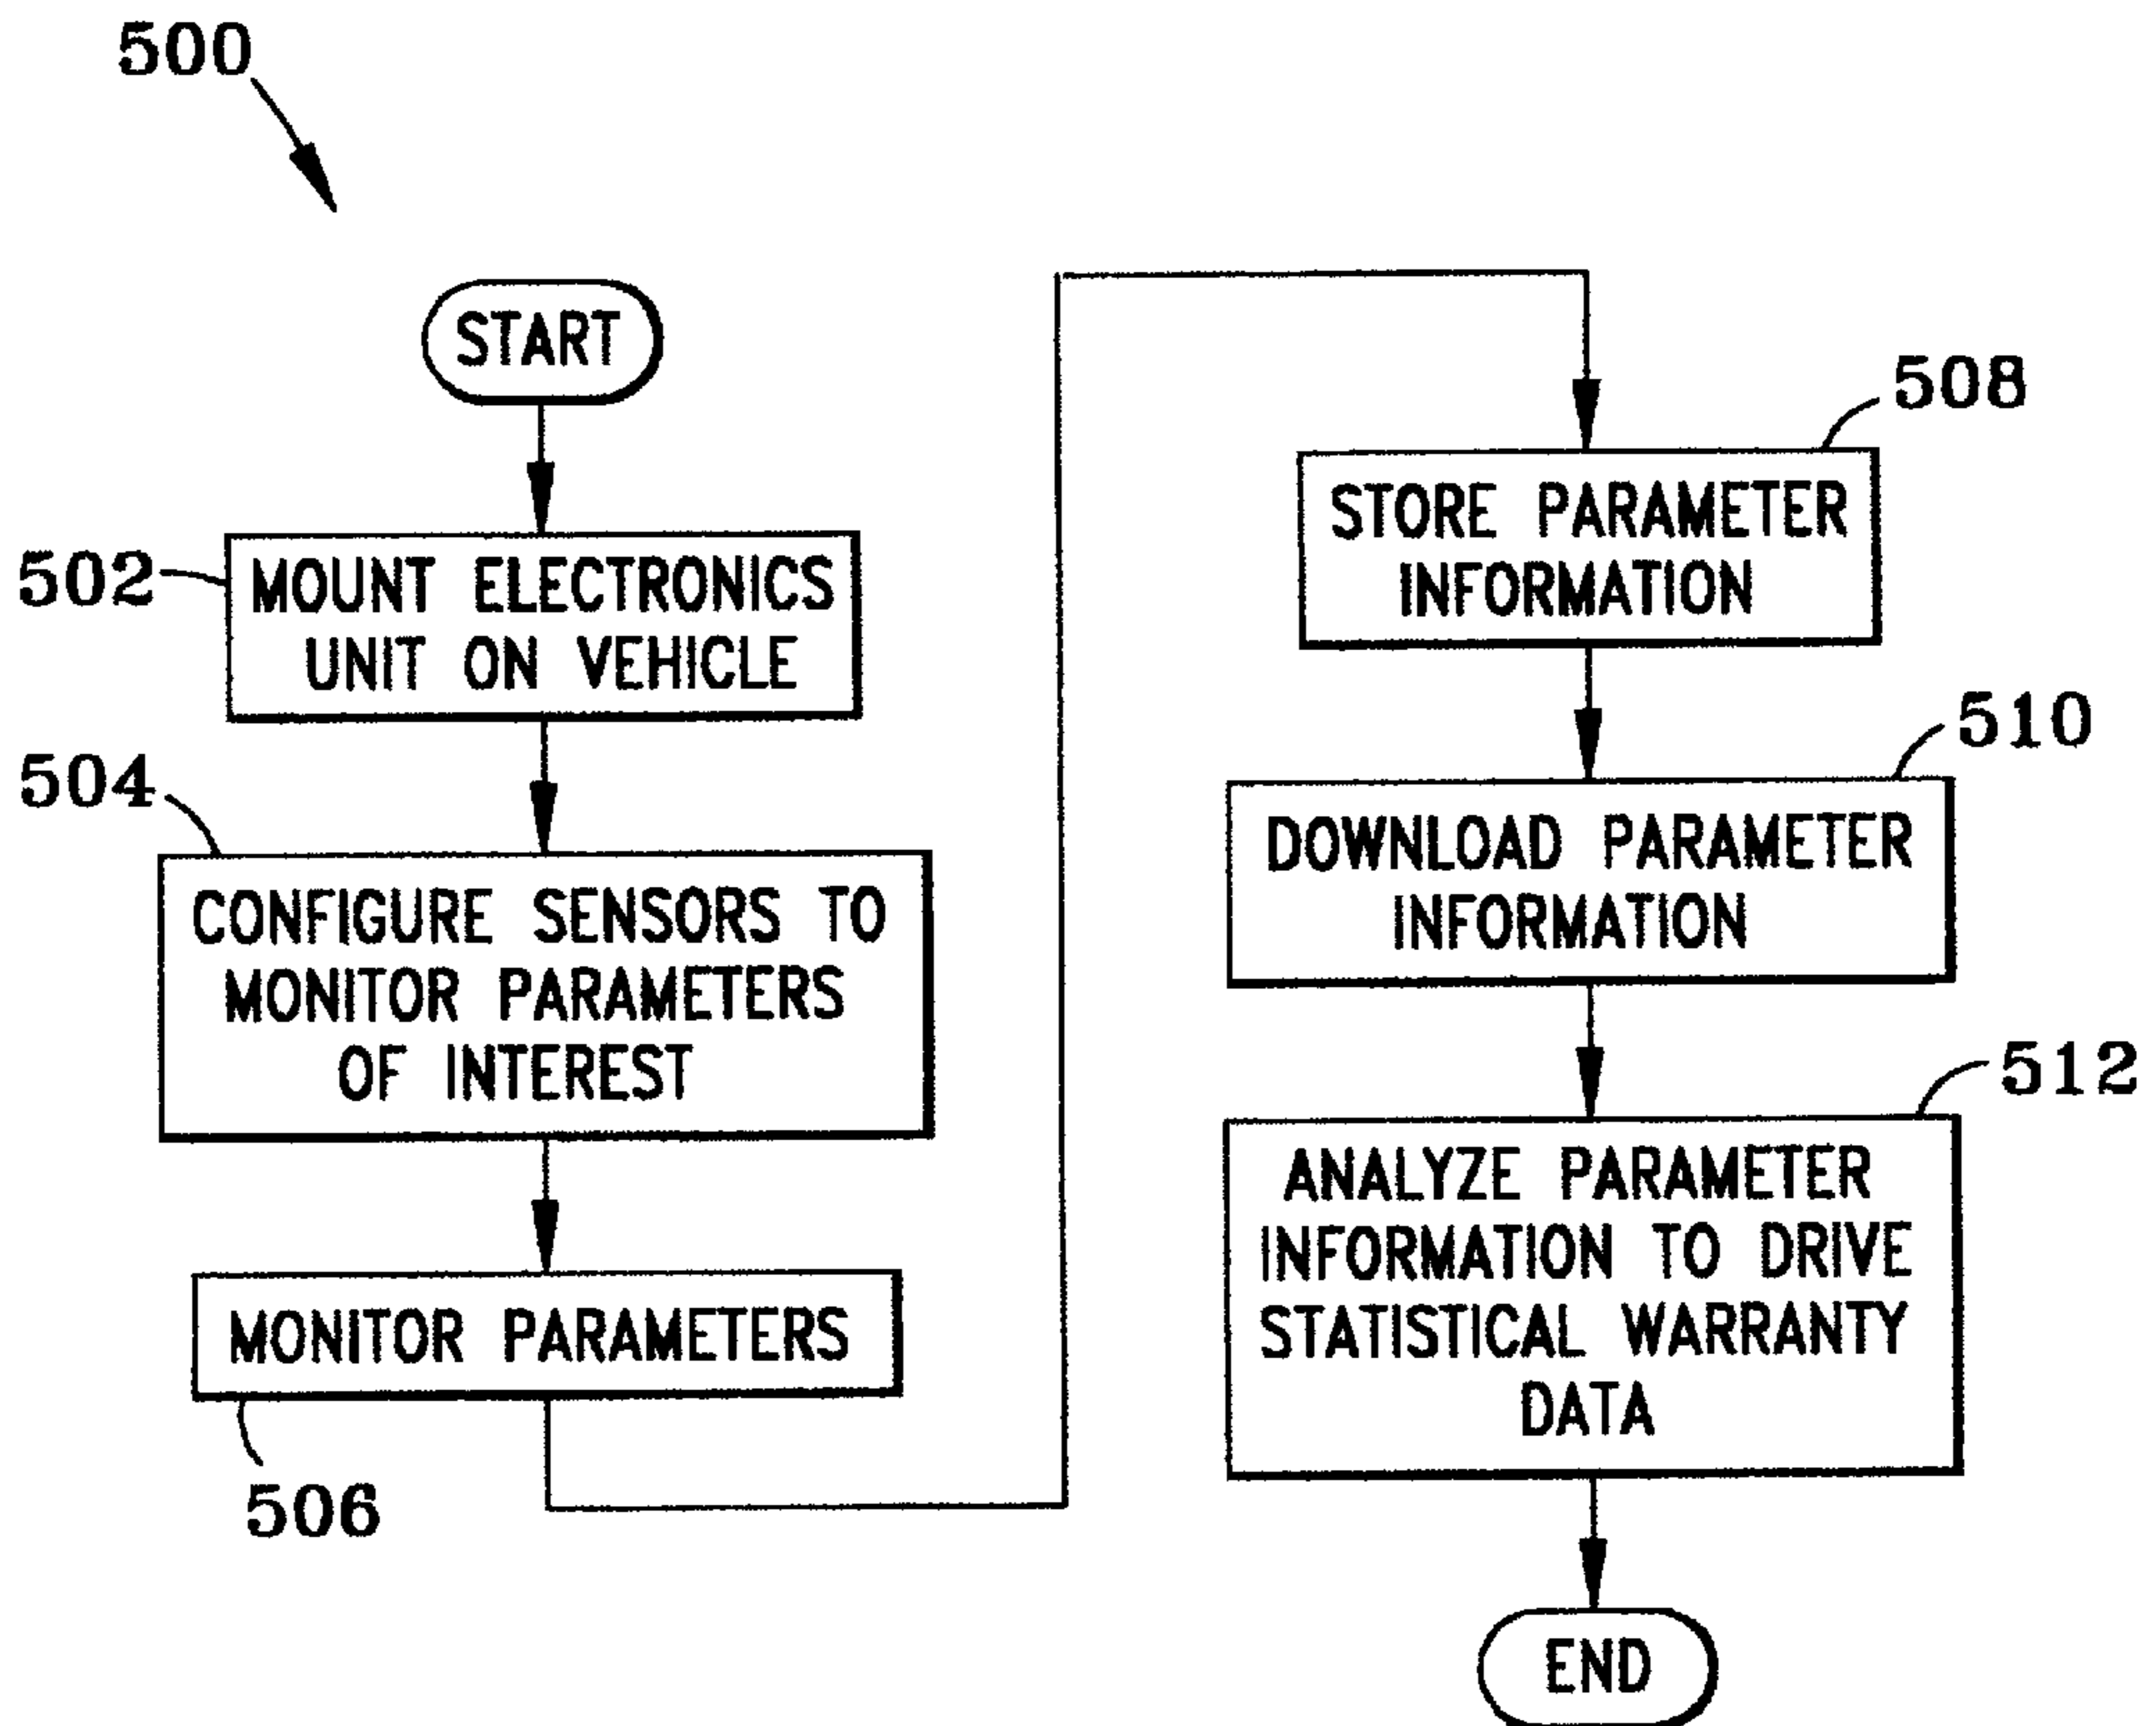 500
START
502
MOUNT ELECTRONICS
UNIT ON VEHICLE
504
CONFIGURE SENSORS TO
MONITOR PARAMETERS
OF INTEREST
MONITOR PARAMETERS
506
508
STORE PARAMETER
INFORMATION
510
DOWNLOAD PARAMETER
INFORMATION
512
ANALYZE PARAMETER
INFORMATION TO DRIVE
STATISTICAL WARRANTY
DATA
END